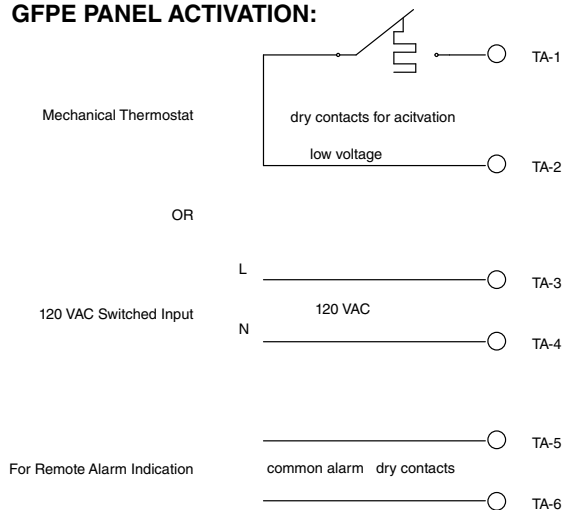 GFPE PANEL ACTIVATION:
TA-1
Mechanical Thermostat
dry contacts for acitvation
low voltage
TA-2
OR
L
TA-3
120 VAC Switched Input
120 VAC
N
TA-4
TA-5
For Remote Alarm Indication
common alarm dry contacts
TA-6